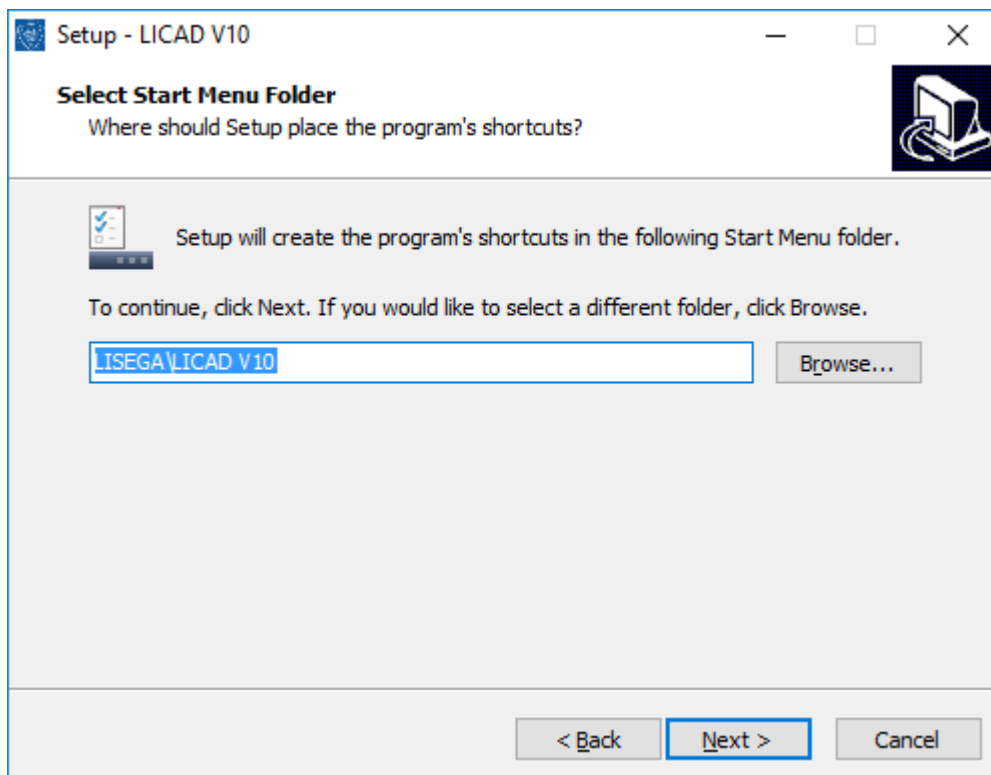 Setup - LICAD V10
Select Start Menu Folder
Where should Setup place the program's shortcuts?
Setup will create the program's shortcuts in the following Start Menu folder.
To continue, click Next. If you would like to select a different folder, click Browse.
LISEGA\LICAD V10
Browse...
< Back
Next >
Cancel